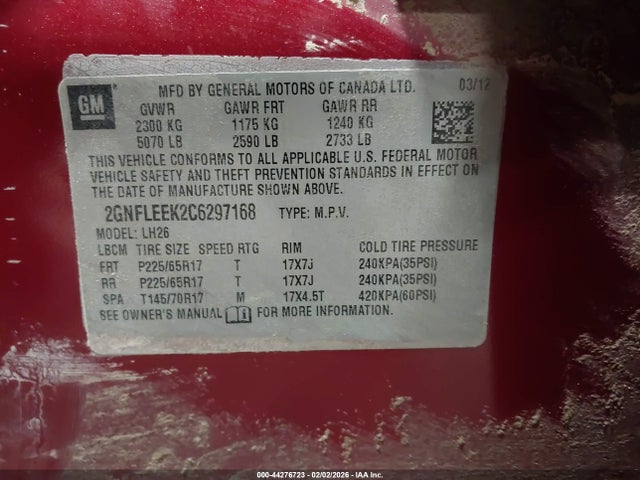 GM
MFD BY GENERAL MOTORS OF CANADA LTD. 03/12
GVWR GAWR FRT GAWR RR
2300 KG 1175 KG 1240 KG
5070 LB 2590 LB 2733 LB
THIS VEHICLE CONFORMS TO ALL APPLICABLE U.S. FEDERAL MOTOR
VEHICLE SAFETY AND THEFT PREVENTION STANDARDS IN EFFECT ON
THE DATE OF MANUFACTURE SHOWN ABOVE.
2GNFLEEK2C6297168 TYPE: M.P.V.
MODEL: LH26
LBCM TIRE SIZE SPEED RTG RIM COLD TIRE PRESSURE
FRT P225/65R17 T 17X7J 240KPA(35PSI)
RR P225/65R17 T 17X7J 240KPA(35PSI)
SPA T145/70R17 M 17X4.5T 420KPA(60PSI)
SEE OWNER'S MANUAL FOR MORE INFORMATION.
000-44276723 - 02/02/2026 - IAA Inc.